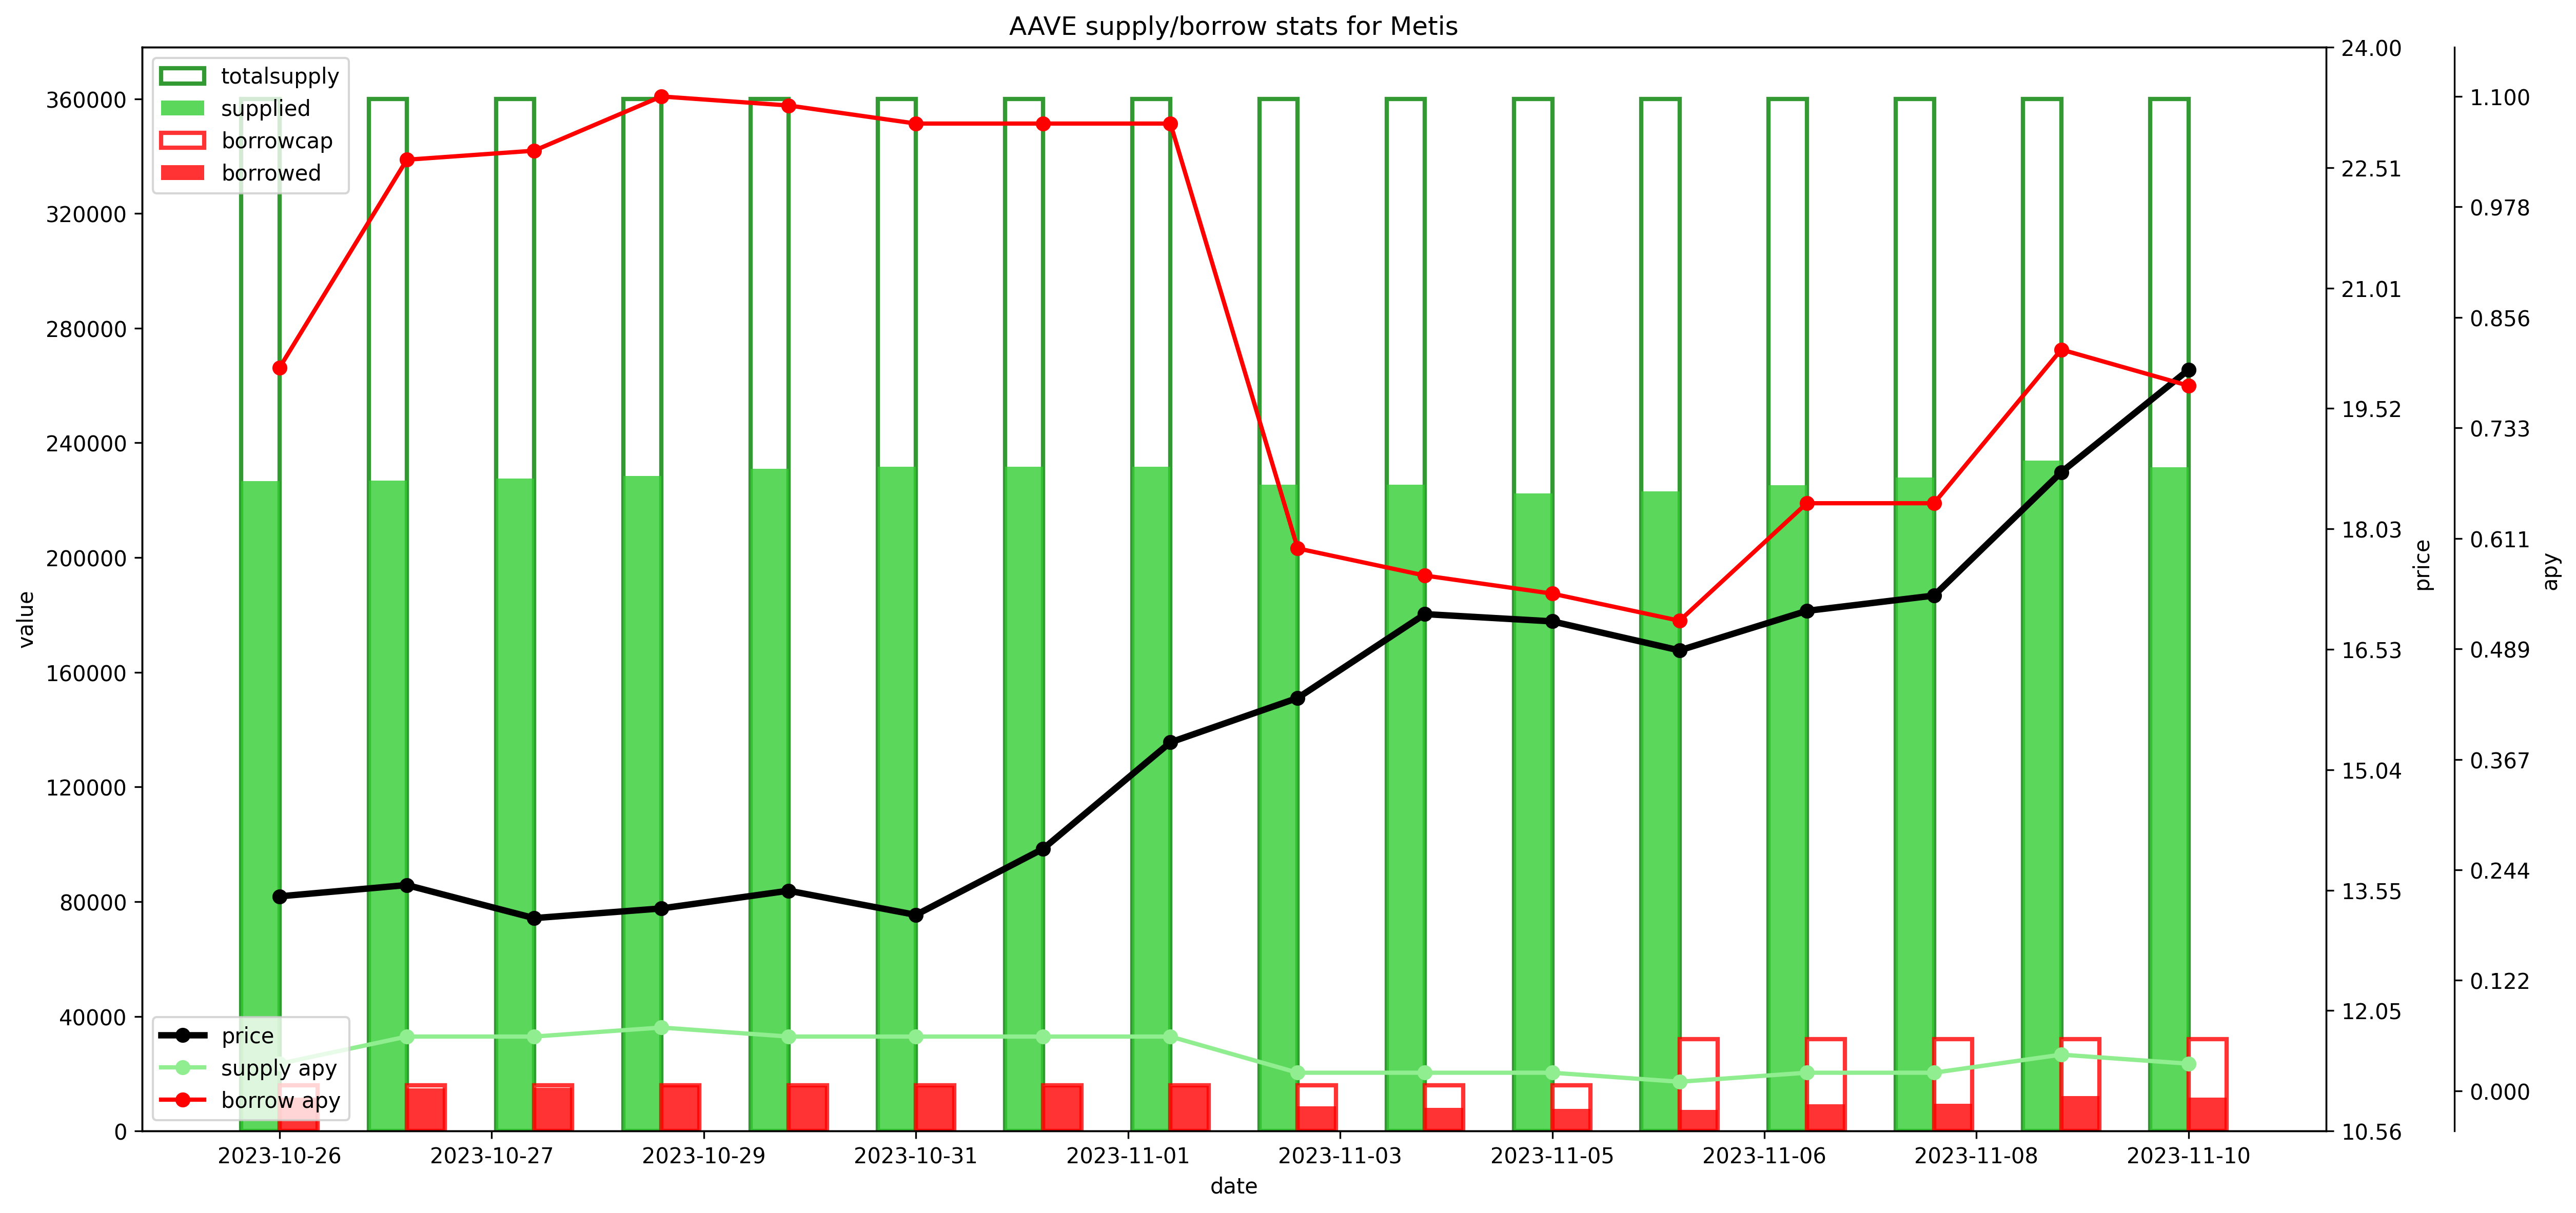 AAVE supply/borrow stats for Metis
totalsupply
supplied
borrowcap
borrowed
price
supply apy
borrow apy
value
360000
320000
280000
240000
200000
160000
120000
80000
40000
0
24.00
22.51
21.01
19.52
18.03
16.53
15.04
13.55
12.05
10.56
price
1.100
0.978
0.856
0.733
0.611
0.489
0.367
0.244
0.122
0.000
apy
2023-10-26 2023-10-27 2023-10-29 2023-10-31 2023-11-01 2023-11-03 2023-11-05 2023-11-06 2023-11-08 2023-11-10
date